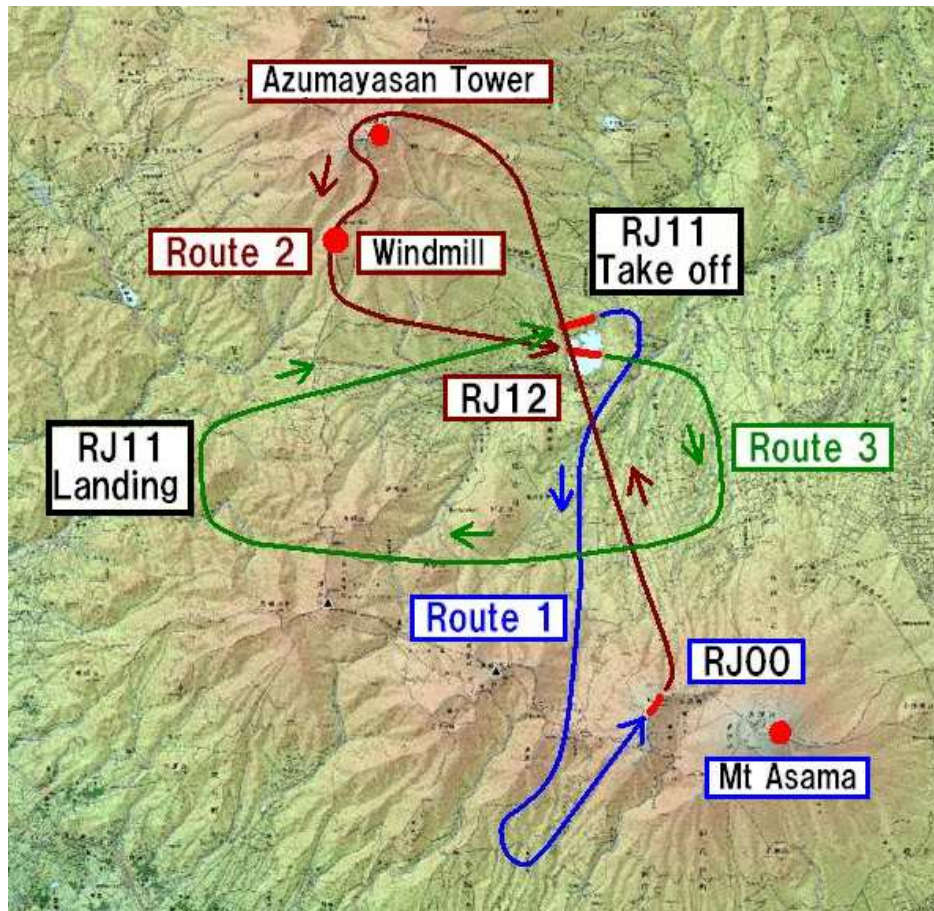 Azumayasan Tower
Route 2
Windmill
RJ11
Take off
RJ12
RJ11
Landing
Route 3
Route 1
RJ00
Mt Asama